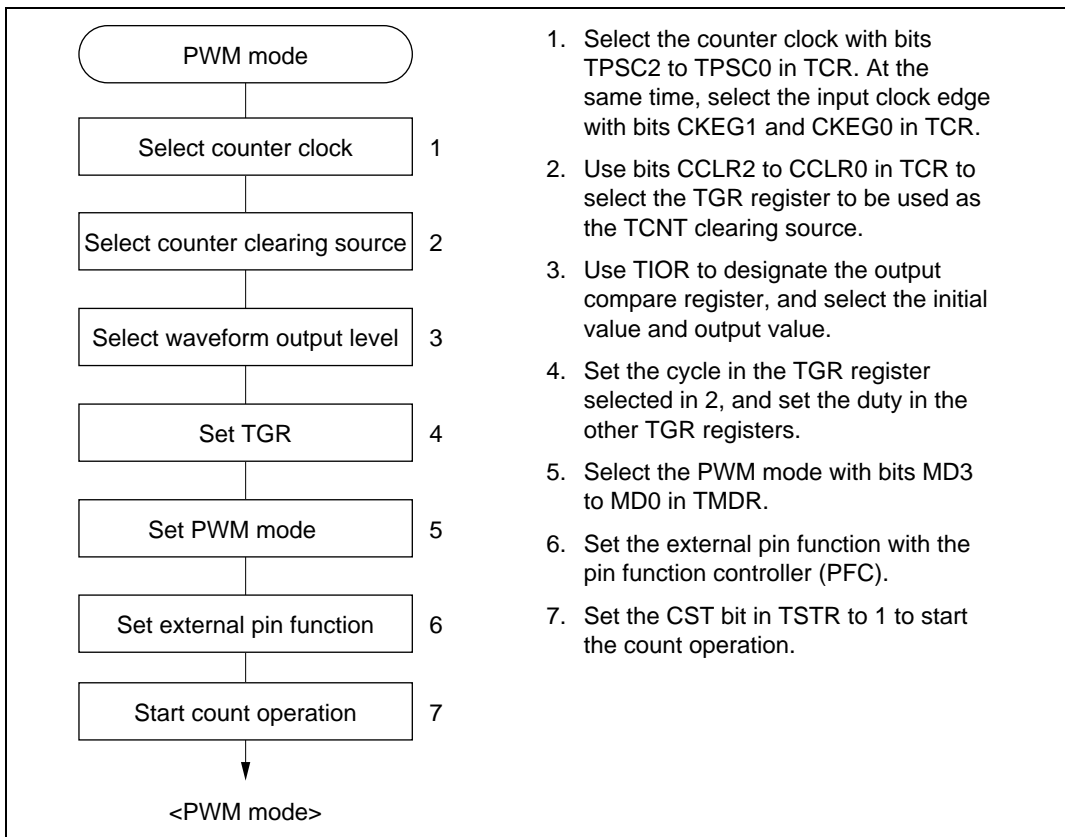 PWM mode
Select counter clock 1
Select counter clearing source 2
Select waveform output level 3
Set TGR 4
Set PWM mode 5
Set external pin function 6
Start count operation 7
<PWM mode>
1. Select the counter clock with bits
TPSC2 to TPSC0 in TCR. At the
same time, select the input clock edge
with bits CKEG1 and CKEG0 in TCR.
2. Use bits CCLR2 to CCLR0 in TCR to
select the TGR register to be used as
the TCNT clearing source.
3. Use TIOR to designate the output
compare register, and select the initial
value and output value.
4. Set the cycle in the TGR register
selected in 2, and set the duty in the
other TGR registers.
5. Select the PWM mode with bits MD3
to MD0 in TMDR.
6. Set the external pin function with the
pin function controller (PFC).
7. Set the CST bit in TSTR to 1 to start
the count operation.